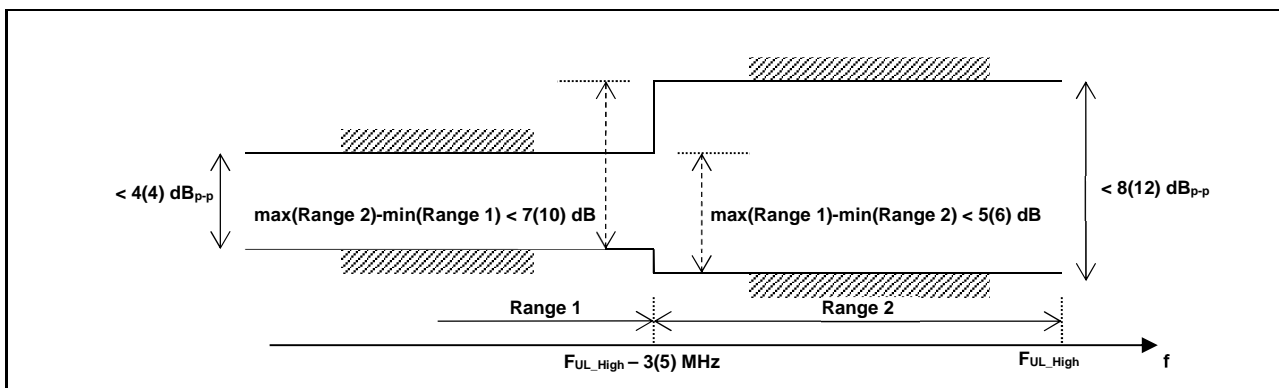 < 4(4) dBp-p
max(Range 2)-min(Range 1) < 7(10) dB
max(Range 1)-min(Range 2) < 5(6) dB
< 8(12) dBp-p
Range 1
Range 2
FUL_High – 3(5) MHz
FUL_High
f